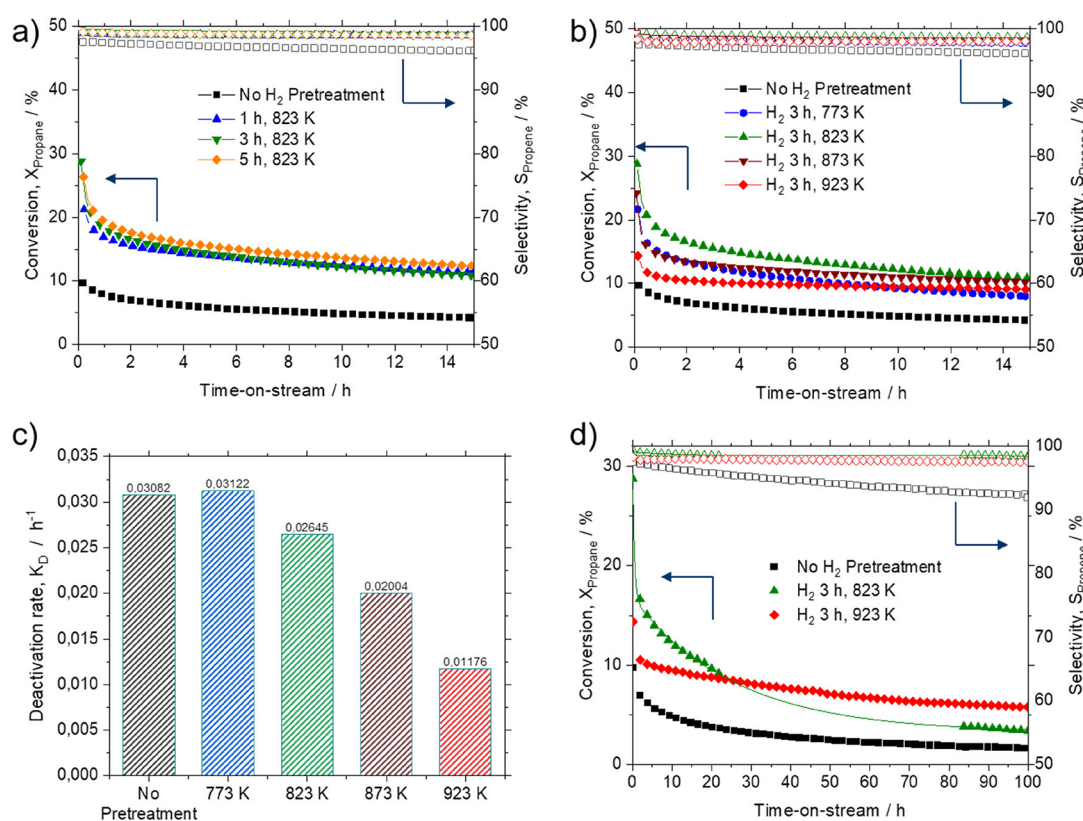 a)
50
40
30
20
10
0
Conversion, X_Propane / %
100
90
80
70
60
50
Selectivity, S_Propene / %
No H₂ Pretreatment
1 h, 823 K
3 h, 823 K
5 h, 823 K
0 2 4 6 8 10 12 14
Time-on-stream / h
b)
50
40
30
20
10
0
Conversion, X_Propane / %
100
90
80
70
60
50
Selectivity, S_Propene / %
No H₂ Pretreatment
H₂ 3 h, 773 K
H₂ 3 h, 823 K
H₂ 3 h, 873 K
H₂ 3 h, 923 K
0 2 4 6 8 10 12 14
Time-on-stream / h
c)
0,035
0,030
0,025
0,020
0,015
0,010
0,005
0,000
Deactivation rate, K_D / h⁻¹
0,03082
0,03122
0,02645
0,02004
0,01176
No 773 K 823 K 873 K 923 K
Pretreatment
d)
30
20
10
0
Conversion, X_Propane / %
100
90
80
70
60
50
Selectivity, S_Propene / %
No H₂ Pretreatment
H₂ 3 h, 823 K
H₂ 3 h, 923 K
0 10 20 30 40 50 60 70 80 90 100
Time-on-stream / h